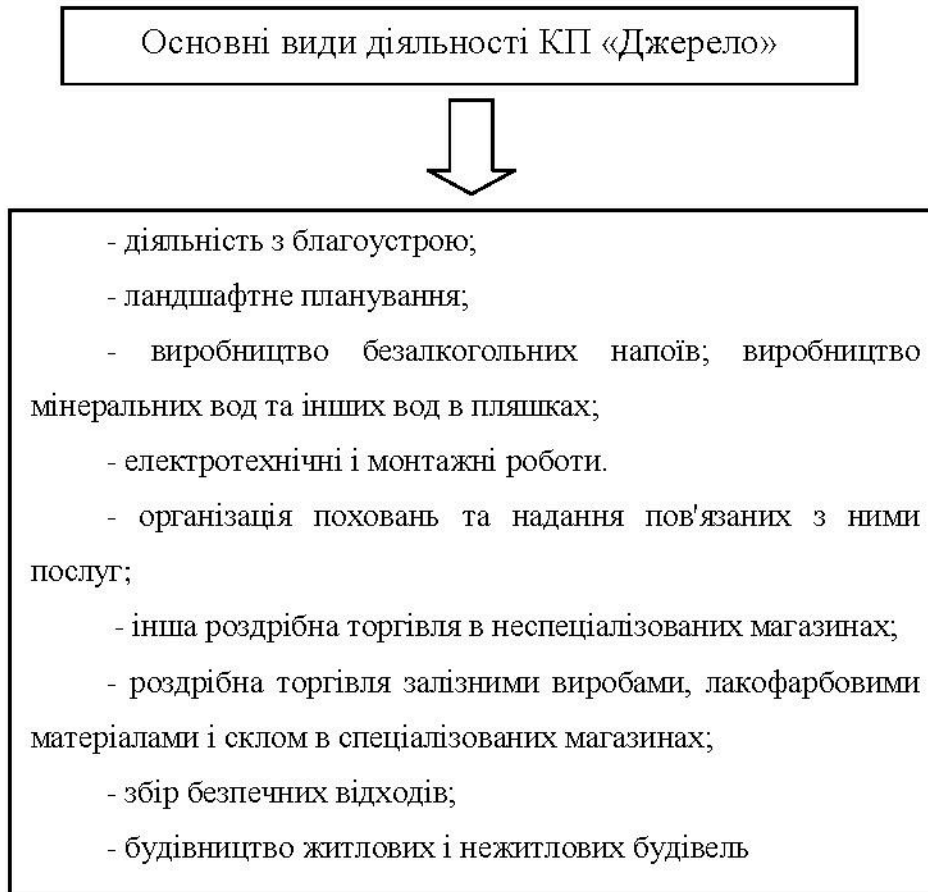 Основні види діяльності КП «Джерело»
- діяльність з благоустрою;
- ландшафтне планування;
- виробництво безалкогольних напоїв; виробництво
мінеральних вод та інших вод в пляшках;
- електротехнічні і монтажні роботи.
- організація поховань та надання пов'язаних з ними
послуг;
- інша роздрібна торгівля в неспеціалізованих магазинах;
- роздрібна торгівля залізними виробами, лакофарбовими
матеріалами і склом в спеціалізованих магазинах;
- збір безпечних відходів;
- будівництво житлових і нежитлових будівель